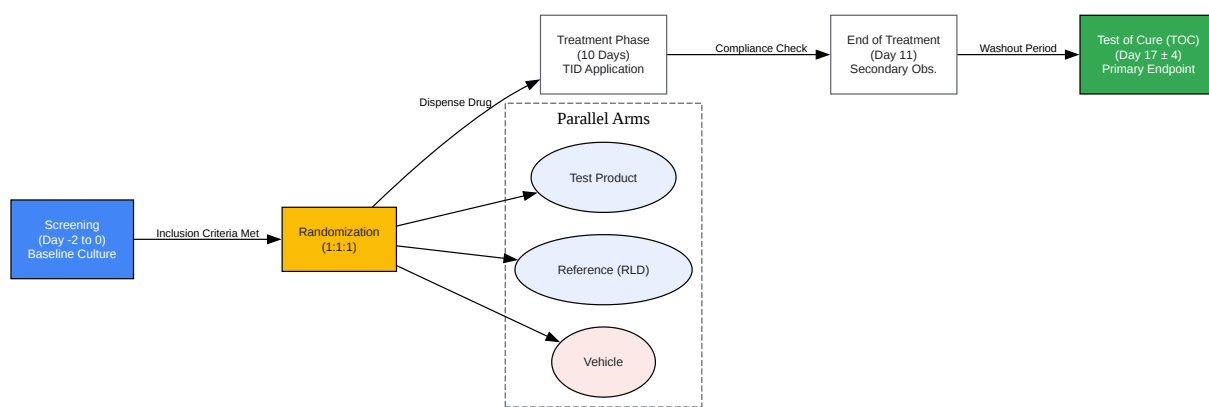 Screening
(Day -2 to 0)
Baseline Culture
Inclusion Criteria Met
Randomization
(1:1:1)
Dispense Drug
Treatment Phase
(10 Days)
TID Application
Compliance Check
End of Treatment
(Day 11)
Secondary Obs.
Washout Period
Test of Cure (TOC)
(Day 17 ± 4)
Primary Endpoint
Parallel Arms
Test Product
Reference (RLD)
Vehicle